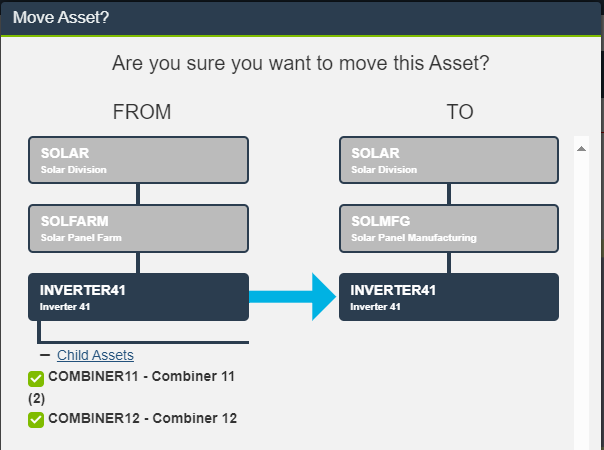 Move Asset?
Are you sure you want to move this Asset?
FROM
TO
SOLAR
Solar Division
SOLAR
Solar Division
SOLFARM
Solar Panel Farm
SOLMFG
Solar Panel Manufacturing
INVERTER41
Inverter 41
INVERTER41
Inverter 41
Child Assets
COMBINER11 - Combiner 11
(2)
COMBINER12 - Combiner 12